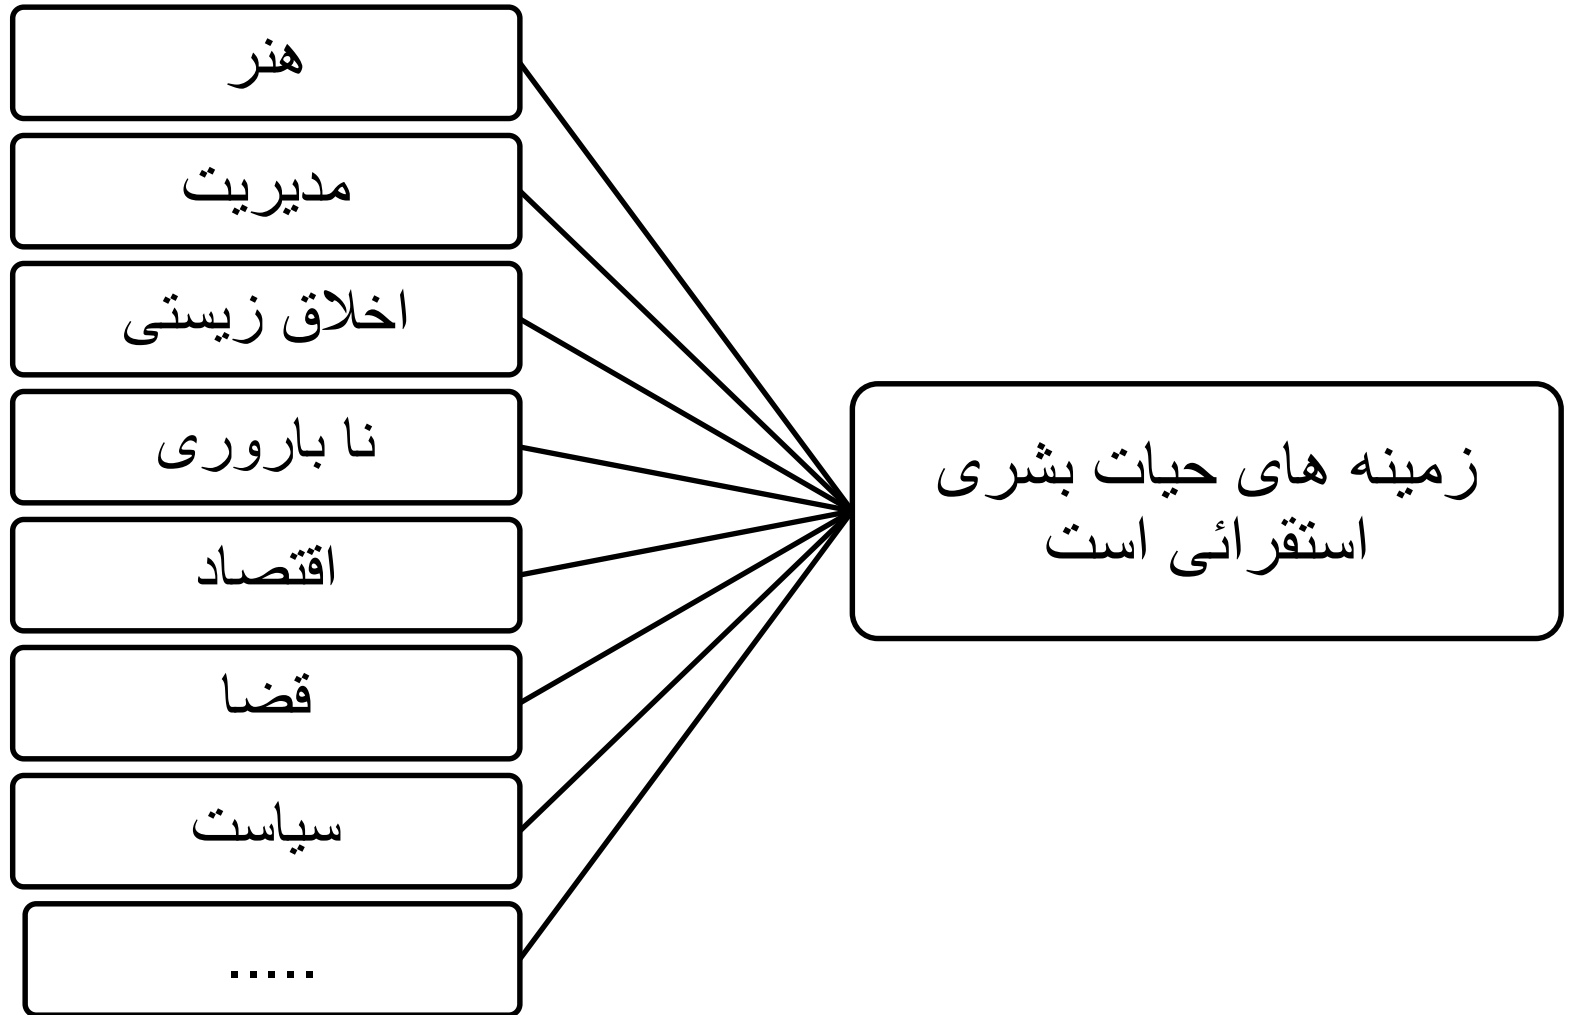 زمینه های حیات بشری
استقرائی است
هنر
مدیریت
اخلاق زیستی
نا باروری
اقتصاد
قضا
سیاست
.....